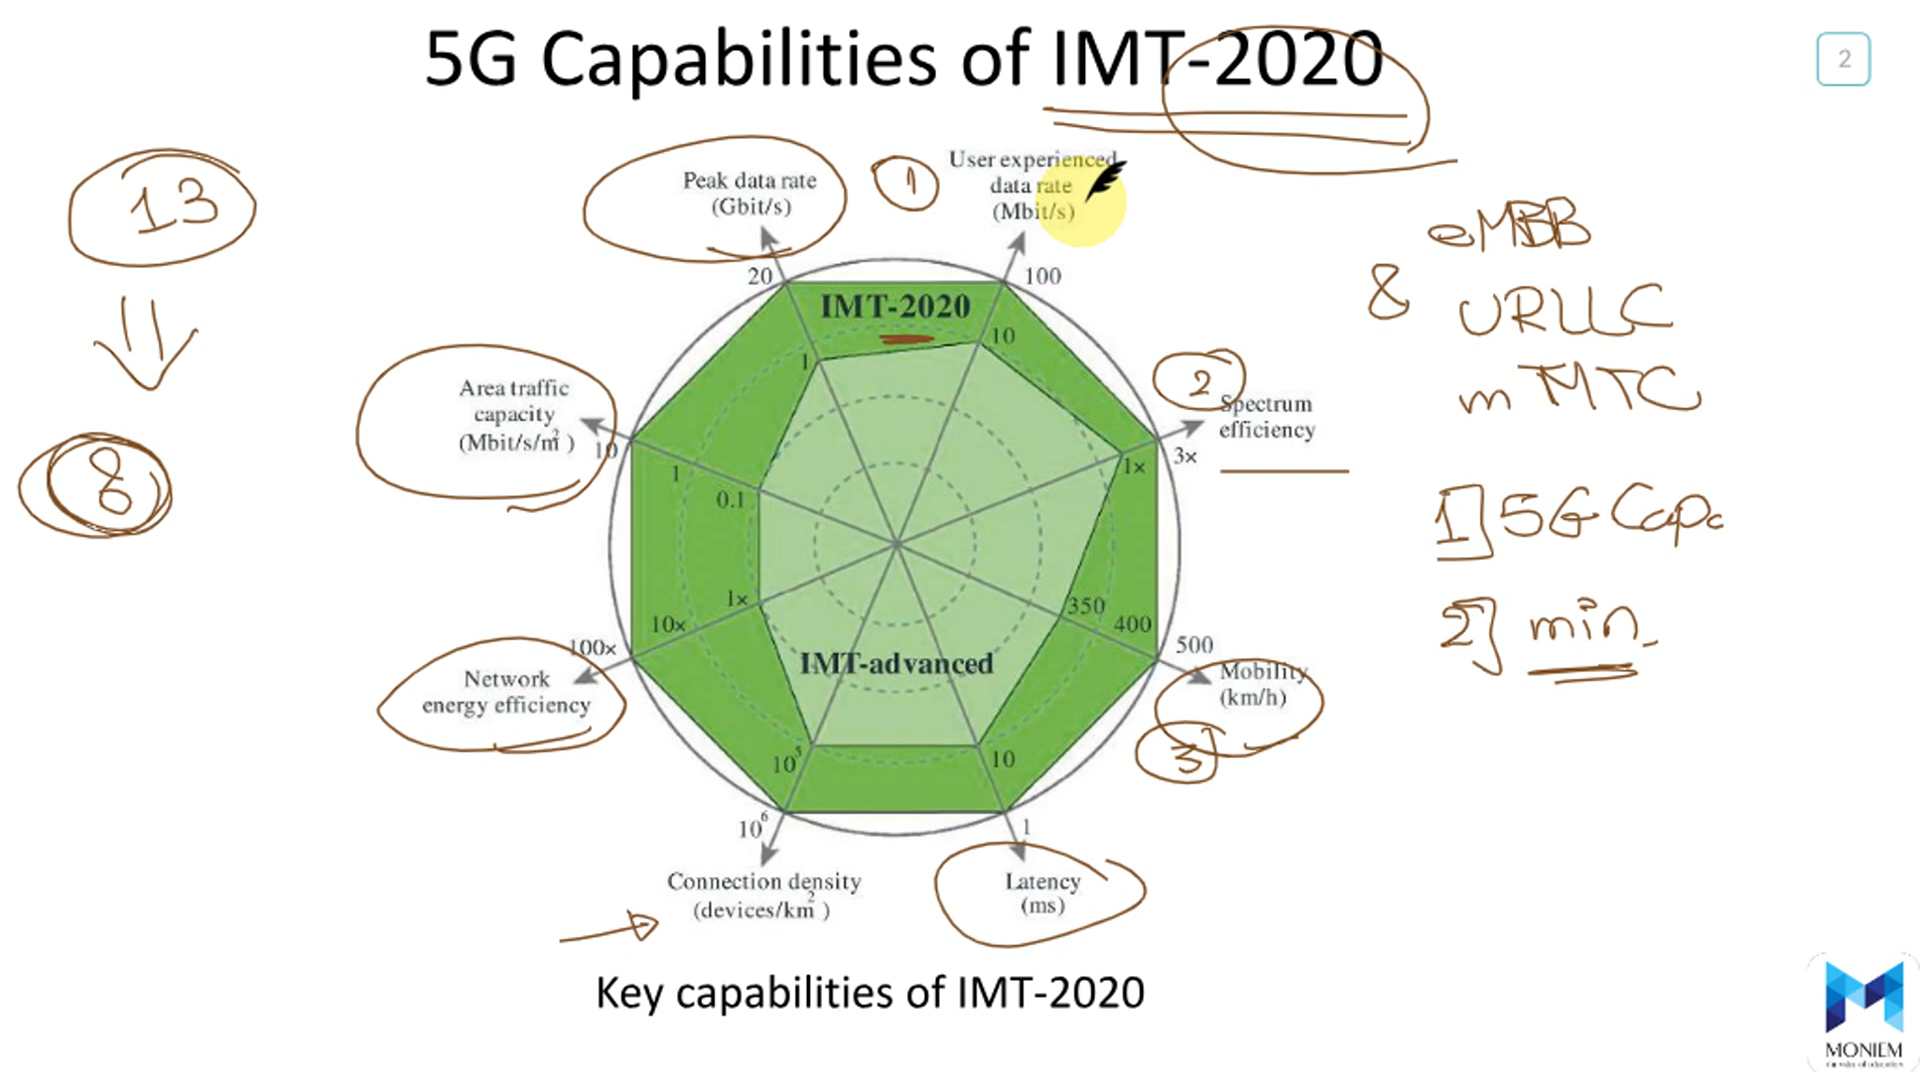 5G Capabilities of IMT-2020
2
13
8
Peak data rate
(Gbit/s)
1
User experienced
data rate
(Mbit/s)
20
100
IMT-2020
1
10
Area traffic
capacity
(Mbit/s/m²)
10
1
0.1
2
Spectrum
efficiency
1×
3×
eMBB
& URLLC
mMTC
1] 5G Capa
2] min.
1×
10×
100×
Network
energy efficiency
IMT-advanced
350
400
500
Mobility
(km/h)
3
10⁵
10⁶
10
1
Connection density
(devices/km²)
Latency
(ms)
Key capabilities of IMT-2020
MONIEM